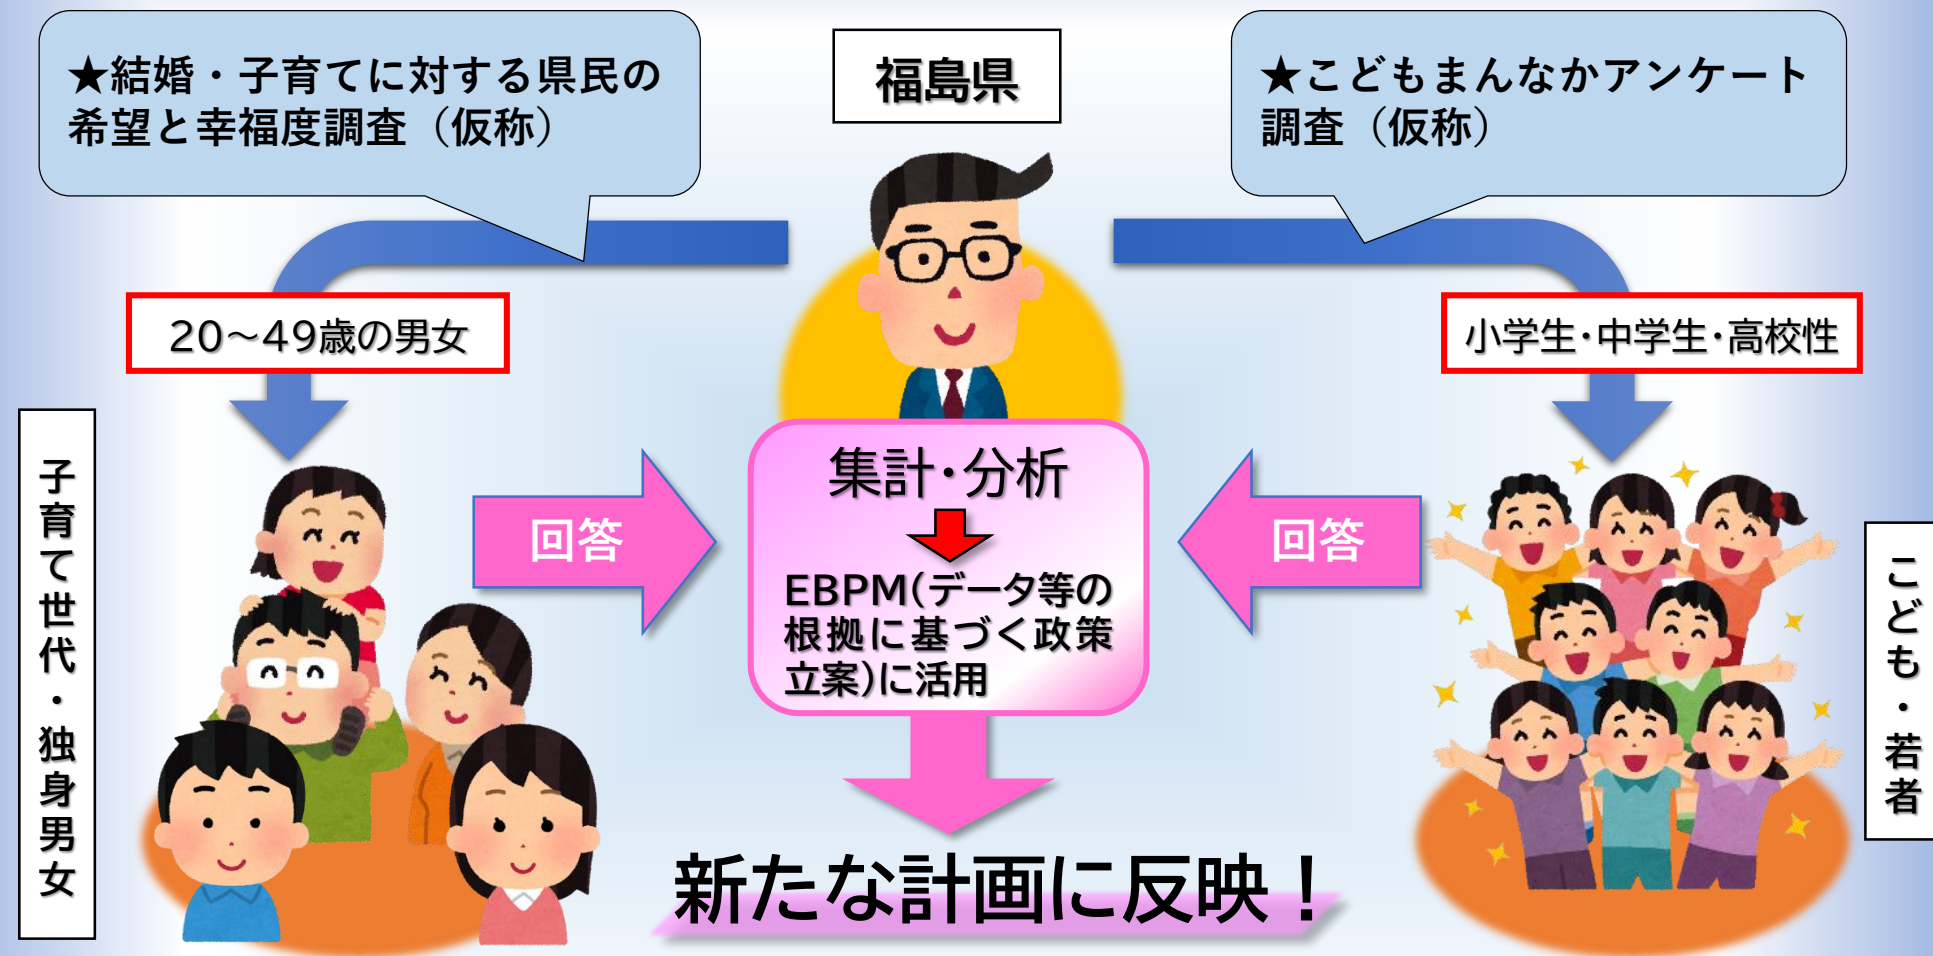 ★結婚・子育てに対する県民の
希望と幸福度調査（仮称）
福島県
★こどもまんなかアンケート
調査（仮称）
20～49歳の男女
小学生・中学生・高校性
子育て世代・独身男女
回答
集計・分析
EBPM（データ等の
根拠に基づく政策
立案）に活用
回答
こども・若者
新たな計画に反映！